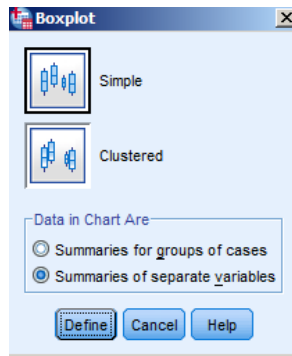 Boxplot
Simple
Clustered
Data in Chart Are
Summaries for groups of cases
Summaries of separate variables
Define Cancel Help